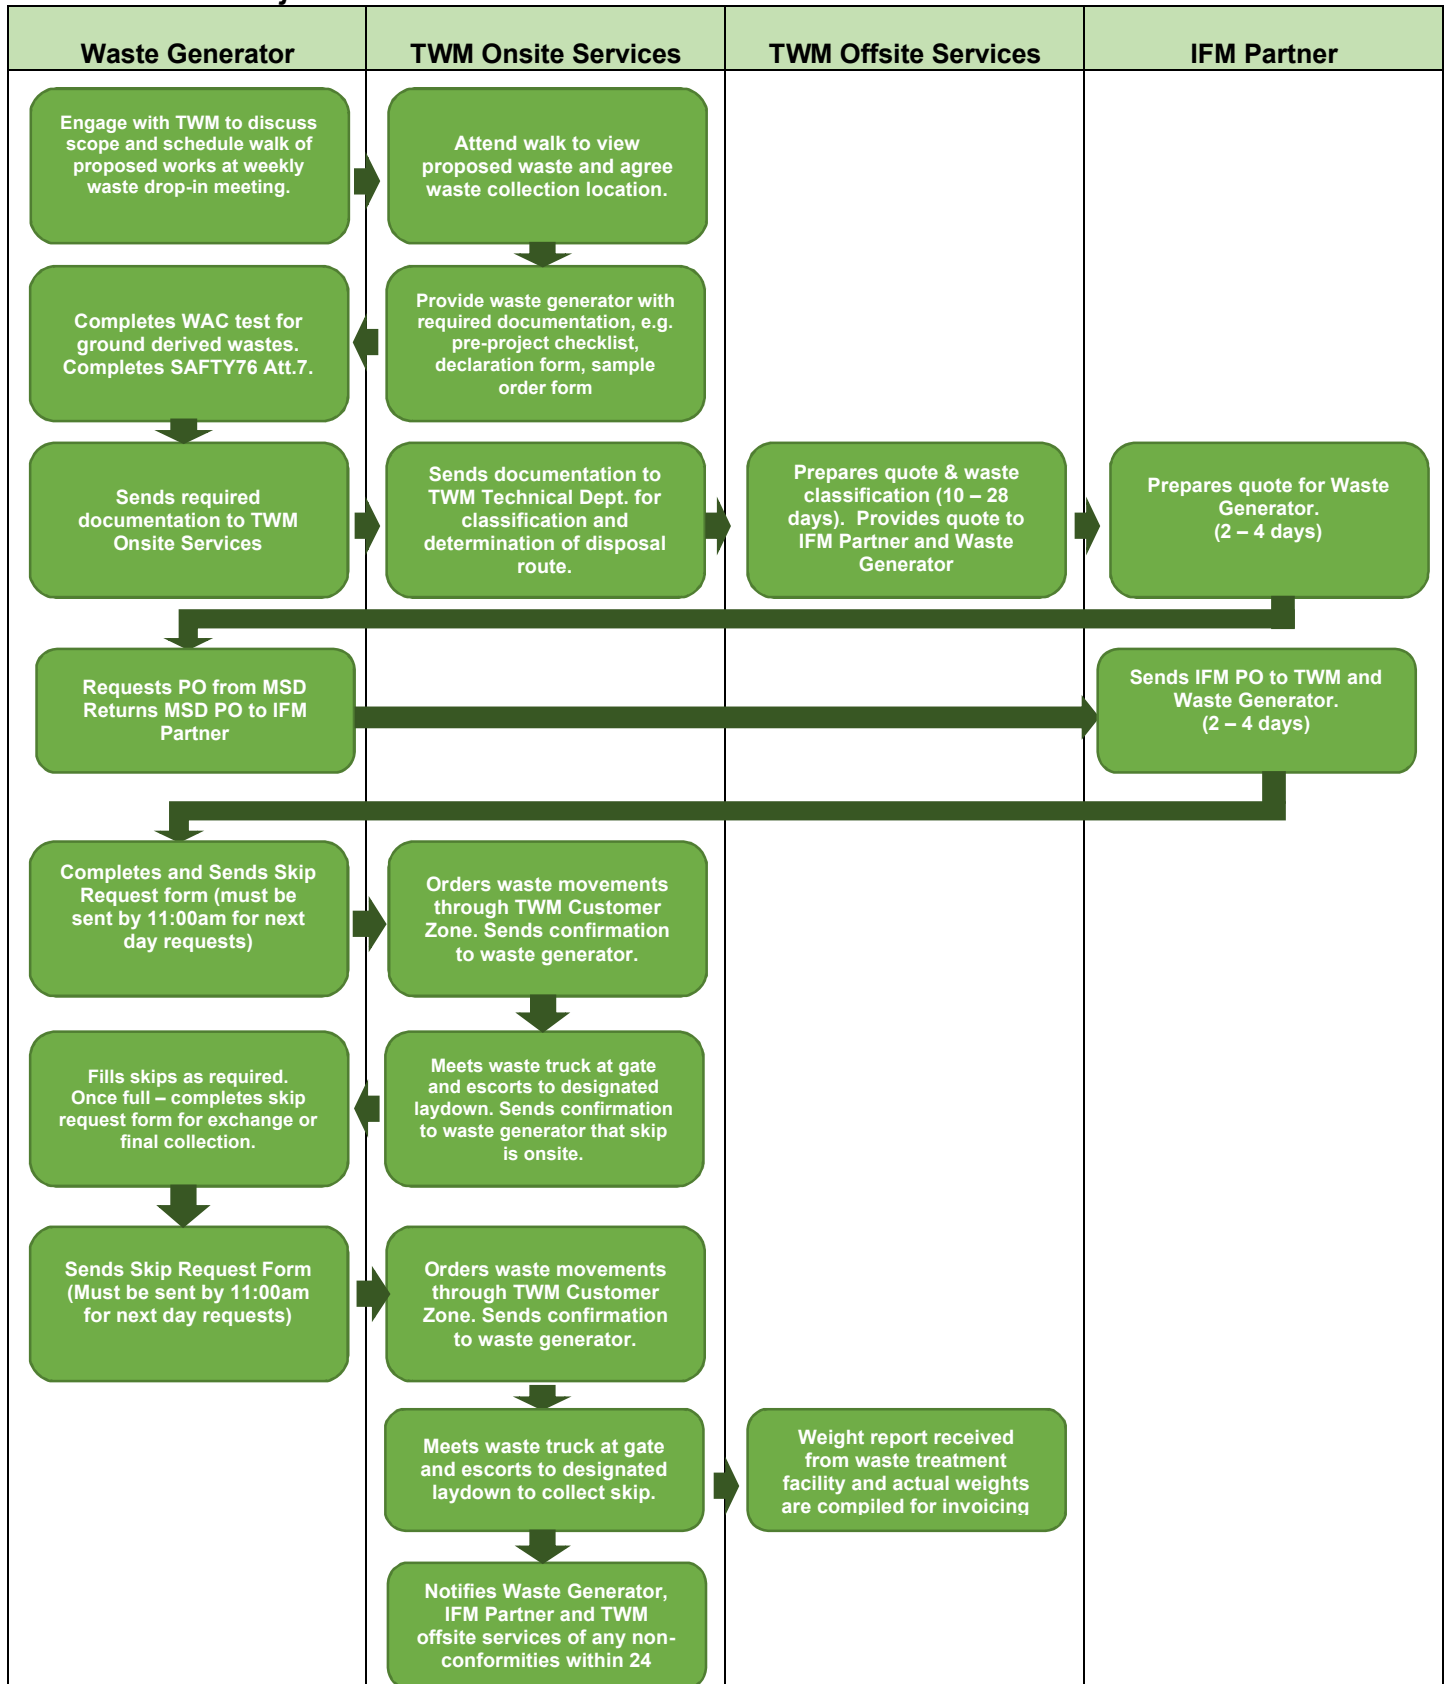 Waste Generator
TWM Onsite Services
TWM Offsite Services
IFM Partner
Engage with TWM to discuss
scope and schedule walk of
proposed works at weekly
waste drop-in meeting.
Attend walk to view
proposed waste and agree
waste collection location.
Completes WAC test for
ground derived wastes.
Completes SAFTY76 Att.7.
Provide waste generator with
required documentation, e.g.
pre-project checklist,
declaration form, sample
order form
Sends required
documentation to TWM
Onsite Services
Sends documentation to
TWM Technical Dept. for
classification and
determination of disposal
route.
Prepares quote & waste
classification (10 – 28
days).  Provides quote to
IFM Partner and Waste
Generator
Prepares quote for Waste
Generator.
(2 – 4 days)
Requests PO from MSD
Returns MSD PO to IFM
Partner
Sends IFM PO to TWM and
Waste Generator.
(2 – 4 days)
Completes and Sends Skip
Request form (must be
sent by 11:00am for next
day requests)
Orders waste movements
through TWM Customer
Zone. Sends confirmation
to waste generator.
Fills skips as required.
Once full – completes skip
request form for exchange or
final collection.
Meets waste truck at gate
and escorts to designated
laydown. Sends confirmation
to waste generator that skip
is onsite.
Sends Skip Request Form
(Must be sent by 11:00am
for next day requests)
Orders waste movements
through TWM Customer
Zone. Sends confirmation
to waste generator.
Meets waste truck at gate
and escorts to designated
laydown to collect skip.
Weight report received
from waste treatment
facility and actual weights
are compiled for invoicing
Notifies Waste Generator,
IFM Partner and TWM
offsite services of any non-
conformities within 24